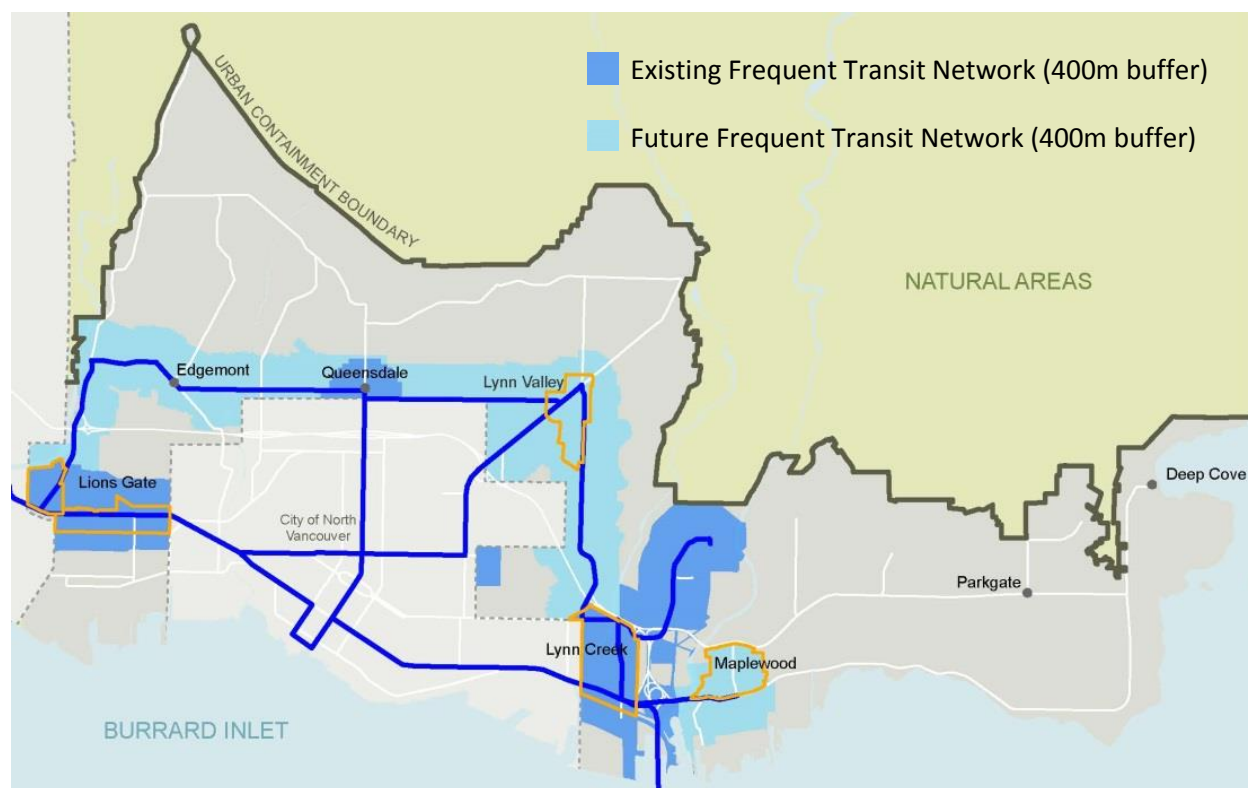 Existing Frequent Transit Network (400m buffer)
Future Frequent Transit Network (400m buffer)
URBAN CONTAINMENT BOUNDARY
NATURAL AREAS
Edgemont
Queensdale
Lynn Valley
Deep Cove
Lions Gate
City of North
Vancouver
Parkgate
Lynn Creek
Maplewood
BURRARD INLET